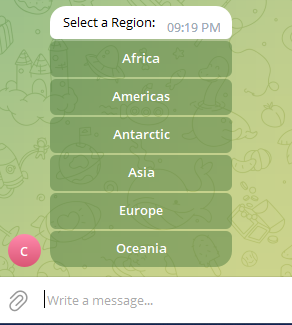 Select a Region:
09:19 PM
Africa
Americas
Antarctic
Asia
Europe
Oceania
C
Write a message...